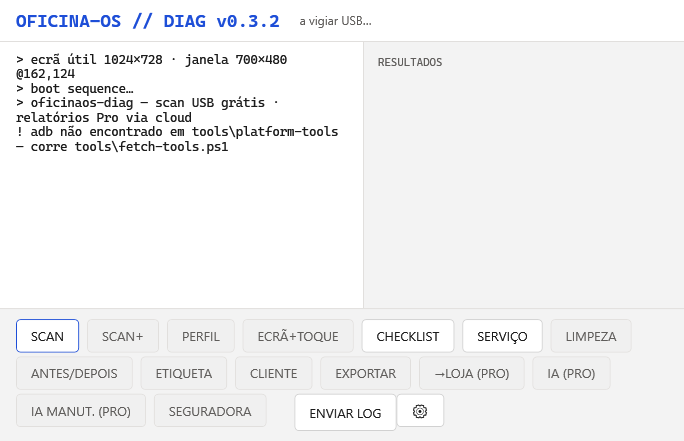 OFICINA-OS // DIAG v0.3.2 a vigiar USB…
> ecrã útil 1024×728 · janela 700×480
@162,124
> boot sequence…
> oficinaos-diag — scan USB grátis ·
relatórios Pro via cloud
! adb não encontrado em tools\platform-tools
— corre tools\fetch-tools.ps1
RESULTADOS
SCAN SCAN+ PERFIL ECRÃ+TOQUE CHECKLIST SERVIÇO LIMPEZA
ANTES/DEPOIS ETIQUETA CLIENTE EXPORTAR →LOJA (PRO) IA (PRO)
IA MANUT. (PRO) SEGURADORA ENVIAR LOG